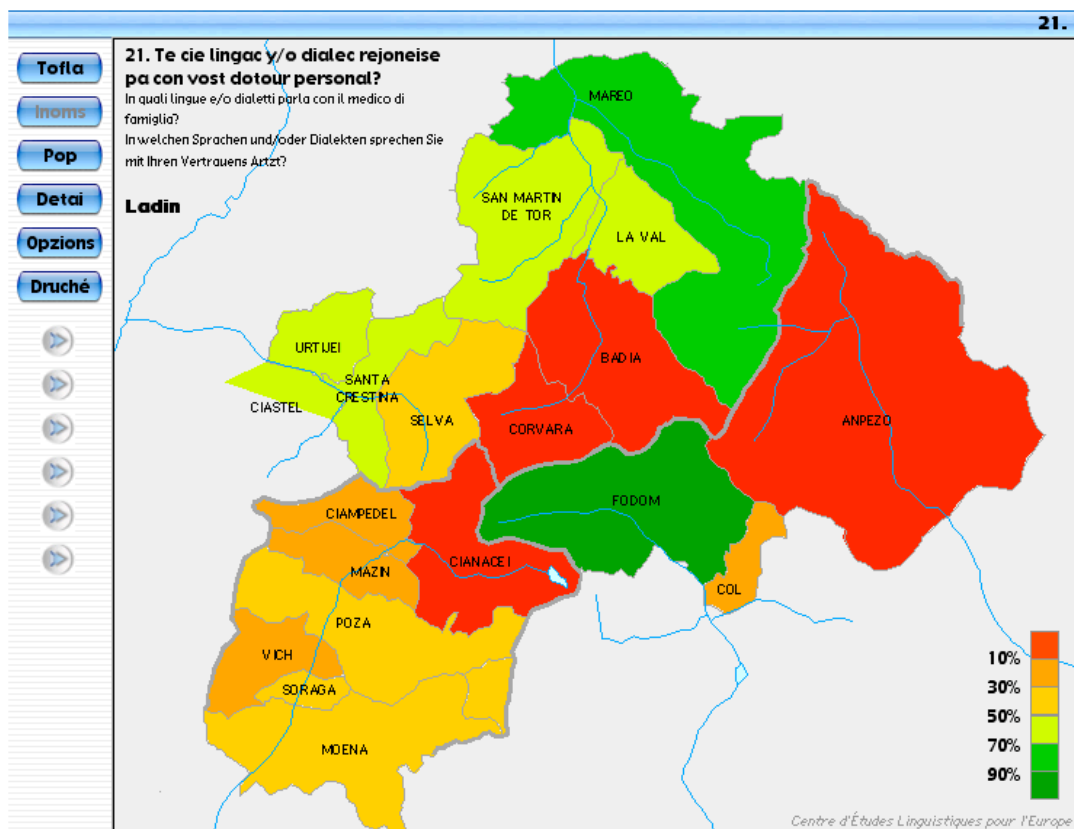 21.
Tofla
Inoms
Pop
Detai
Opzions
Druché
21. Te cie lingac y/o dialec rejoneise
pa con vost dotour personal?
In quali lingue e/o dialetti parla con il medico di
famiglia?
In welchen Sprachen und/oder Dialekten sprechen Sie
mit Ihren Vertrauens Artzt?
Ladin
MAREO
SAN MARTIN
DE TOR
LA VAL
URTIJEI
SANTA
CRESTINA
CIASTEL
SELVA
BADIA
CORVARA
ANPEZO
FODOM
CIAMPEDEL
MAZIN
CIANACEI
COL
POZA
VICH
SORAGA
MOENA
10%
30%
50%
70%
90%
Centre d'Études Linguistiques pour l'Europe